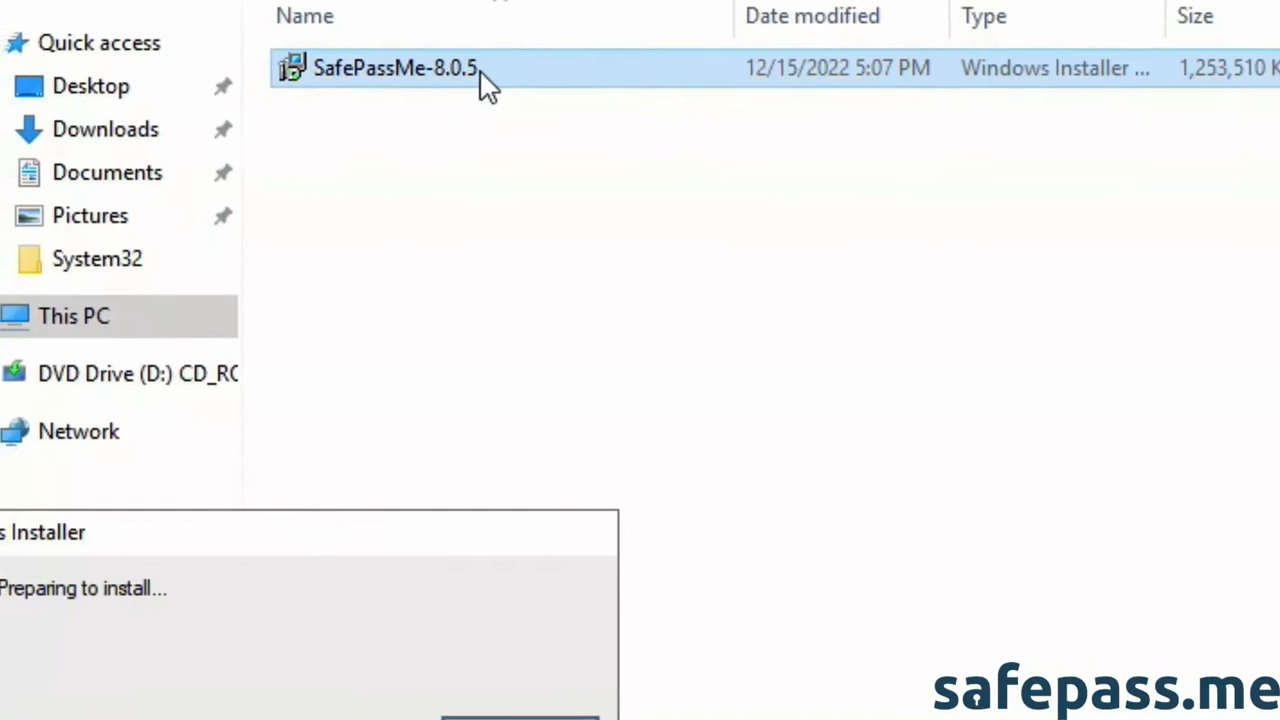 Name Date modified Type Size
Quick access
SafePassMe-8.0.5 12/15/2022 5:07 PM Windows Installer ... 1,253,510 K
Desktop
Downloads
Documents
Pictures
System32
This PC
DVD Drive (D:) CD_RO
Network
s Installer
Preparing to install...
safepass.me